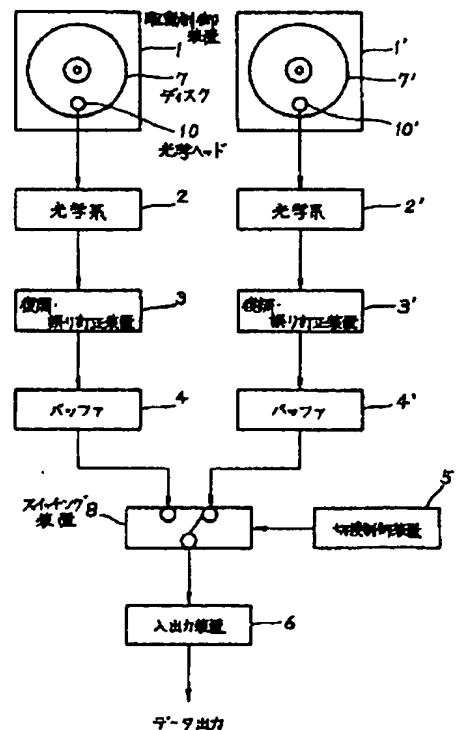 駆動制御
装置
1
1'
7
7'
ディスク
10
10'
光学ヘッド
光学系
2
光学系
2'
復調・
誤り訂正装置
3
復調・
誤り訂正装置
3'
バッファ
4
バッファ
4'
スイッチング
装置
8
5
切換制御装置
入出力装置
6
データ出力